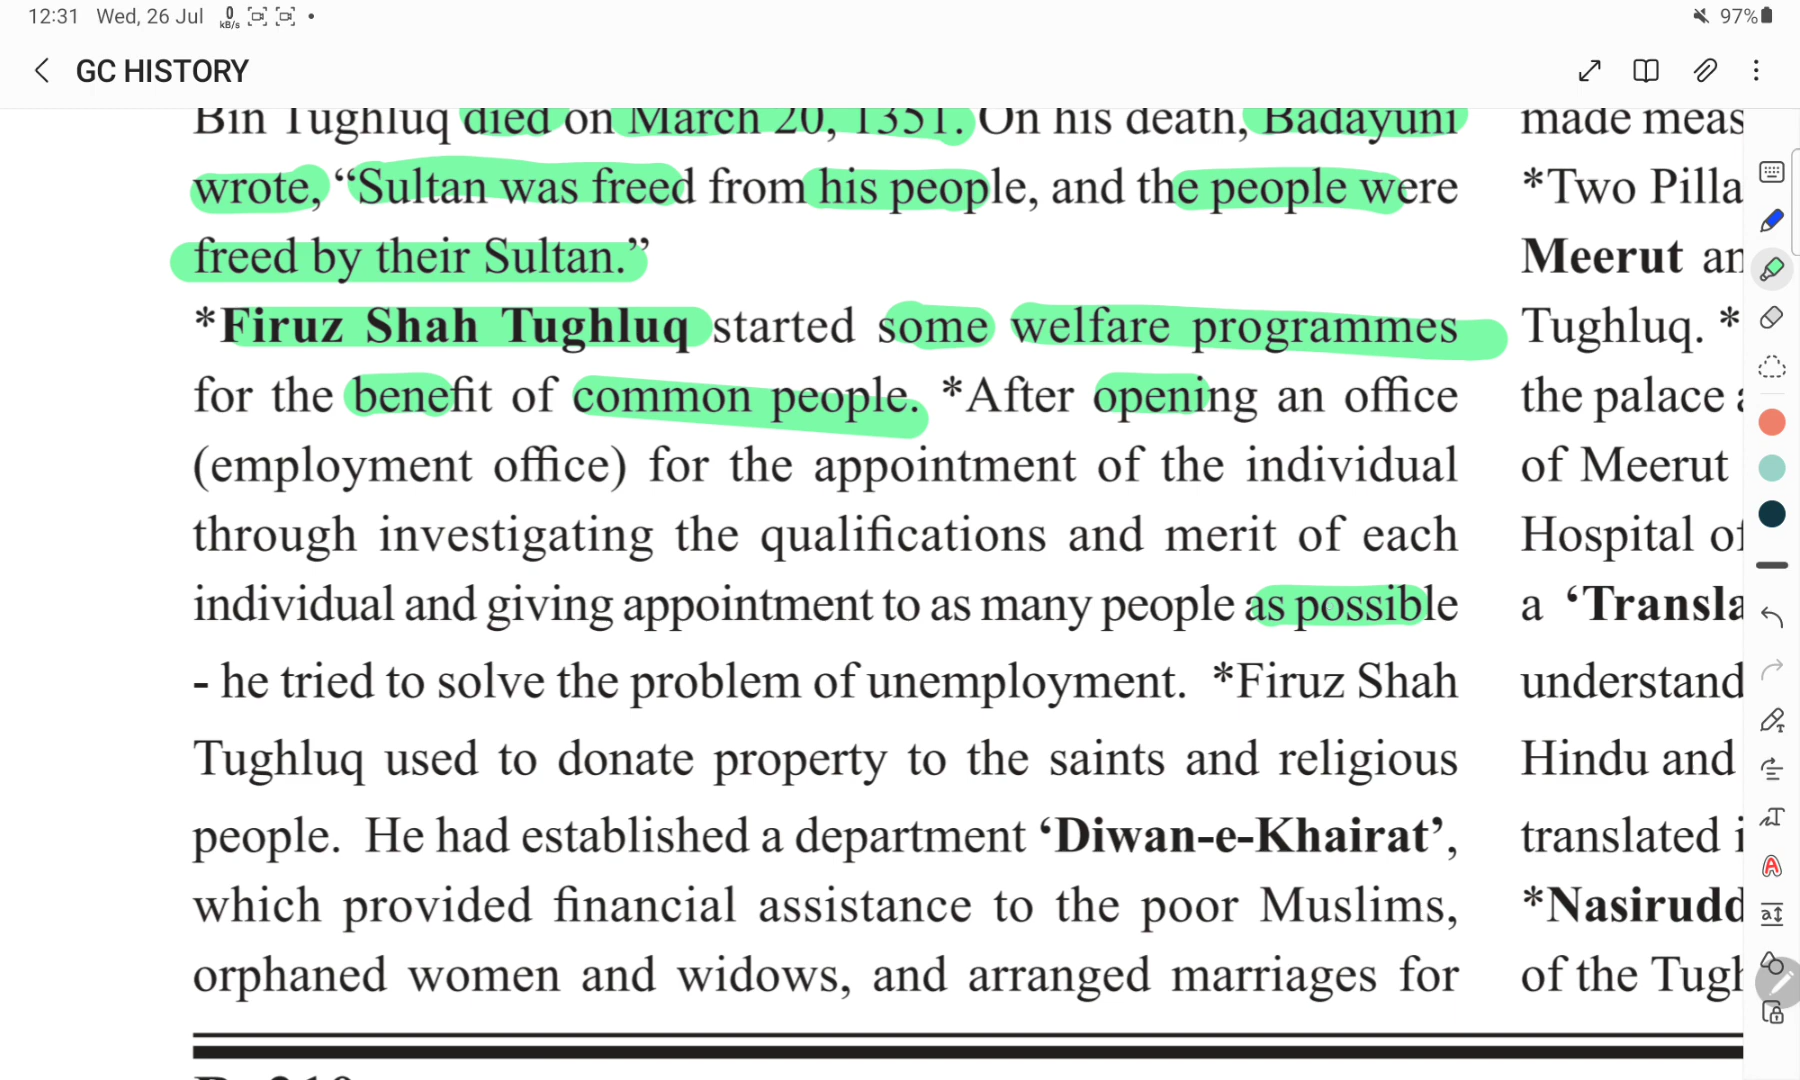 12:31 Wed, 26 Jul 0 kB/s 97%
GC HISTORY
Bin Tughluq died on March 20, 1351. On his death, Badayuni
wrote, “Sultan was freed from his people, and the people were
freed by their Sultan.”
*Firuz Shah Tughluq started some welfare programmes
for the benefit of common people. *After opening an office
(employment office) for the appointment of the individual
through investigating the qualifications and merit of each
individual and giving appointment to as many people as possible
- he tried to solve the problem of unemployment. *Firuz Shah
Tughluq used to donate property to the saints and religious
people. He had established a department ‘Diwan-e-Khairat’,
which provided financial assistance to the poor Muslims,
orphaned women and widows, and arranged marriages for
made meas
*Two Pilla
Meerut an
Tughluq. *
the palace
of Meerut
Hospital of
a ‘Transla
understand
Hindu and
translated i
*Nasirudd
of the Tugh